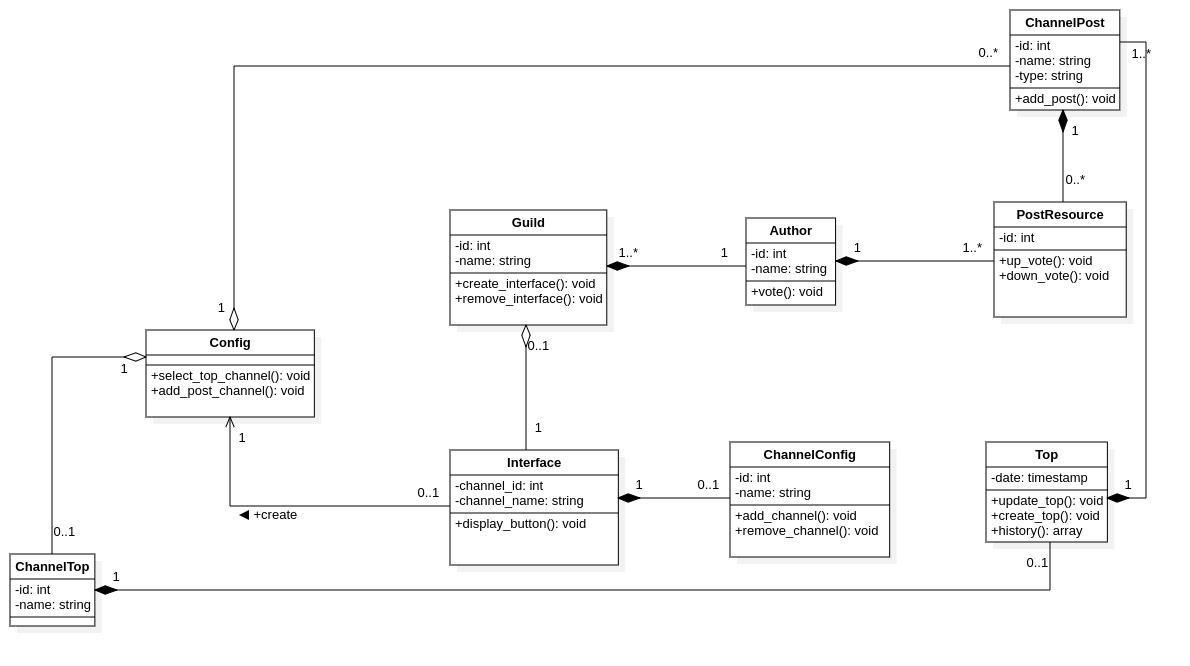 ChannelPost
-id: int
-name: string
-type: string
+add_post(): void
0..*
1..*
1
0..*
PostResource
-id: int
+up_vote(): void
+down_vote(): void
Guild
-id: int
-name: string
+create_interface(): void
+remove_interface(): void
1..*
1
Author
-id: int
-name: string
+vote(): void
1
1..*
1
Config
+select_top_channel(): void
+add_post_channel(): void
1
1
0..1
1
Interface
-channel_id: int
-channel_name: string
+display_button(): void
0..1
+create
1
0..1
ChannelConfig
-id: int
-name: string
+add_channel(): void
+remove_channel(): void
Top
-date: timestamp
+update_top(): void
+create_top(): void
+history(): array
1
0..1
0..1
ChannelTop
-id: int
-name: string
1